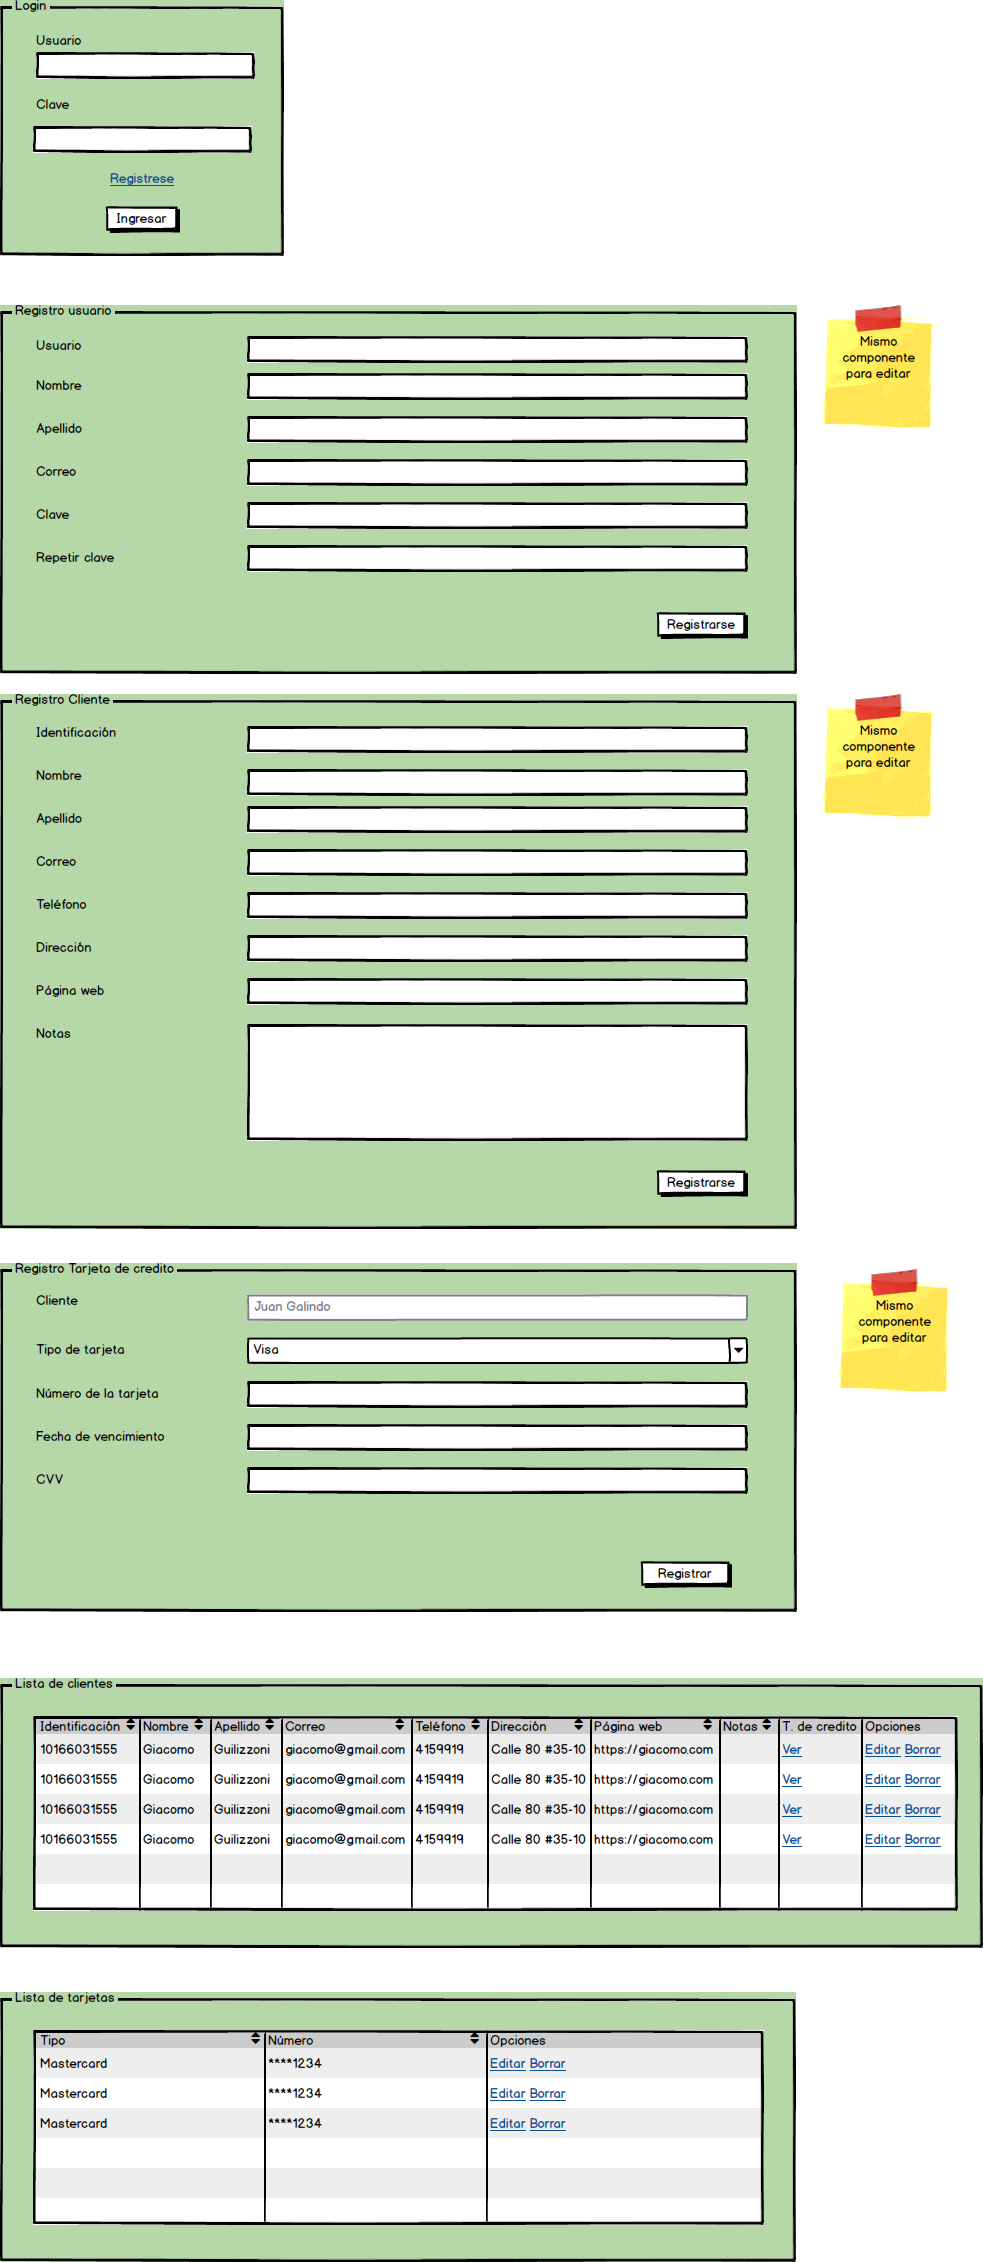 Login
Usuario
Clave
Registrese
Ingresar
Registro usuario
Usuario
Nombre
Apellido
Correo
Clave
Repetir clave
Registrarse
Mismo
componente
para editar
Registro Cliente
Identificación
Nombre
Apellido
Correo
Teléfono
Dirección
Página web
Notas
Registrarse
Mismo
componente
para editar
Registro Tarjeta de credito
Cliente Juan Galindo
Tipo de tarjeta Visa
Número de la tarjeta
Fecha de vencimiento
CVV
Registrar
Mismo
componente
para editar
Lista de clientes
Identificación Nombre Apellido Correo Teléfono Dirección Página web Notas T. de credito Opciones
10166031555 Giacomo Guilizzoni giacomo@gmail.com 4159919 Calle 80 #35-10 https://giacomo.com Ver Editar Borrar
10166031555 Giacomo Guilizzoni giacomo@gmail.com 4159919 Calle 80 #35-10 https://giacomo.com Ver Editar Borrar
10166031555 Giacomo Guilizzoni giacomo@gmail.com 4159919 Calle 80 #35-10 https://giacomo.com Ver Editar Borrar
10166031555 Giacomo Guilizzoni giacomo@gmail.com 4159919 Calle 80 #35-10 https://giacomo.com Ver Editar Borrar
Lista de tarjetas
Tipo Número Opciones
Mastercard ****1234 Editar Borrar
Mastercard ****1234 Editar Borrar
Mastercard ****1234 Editar Borrar